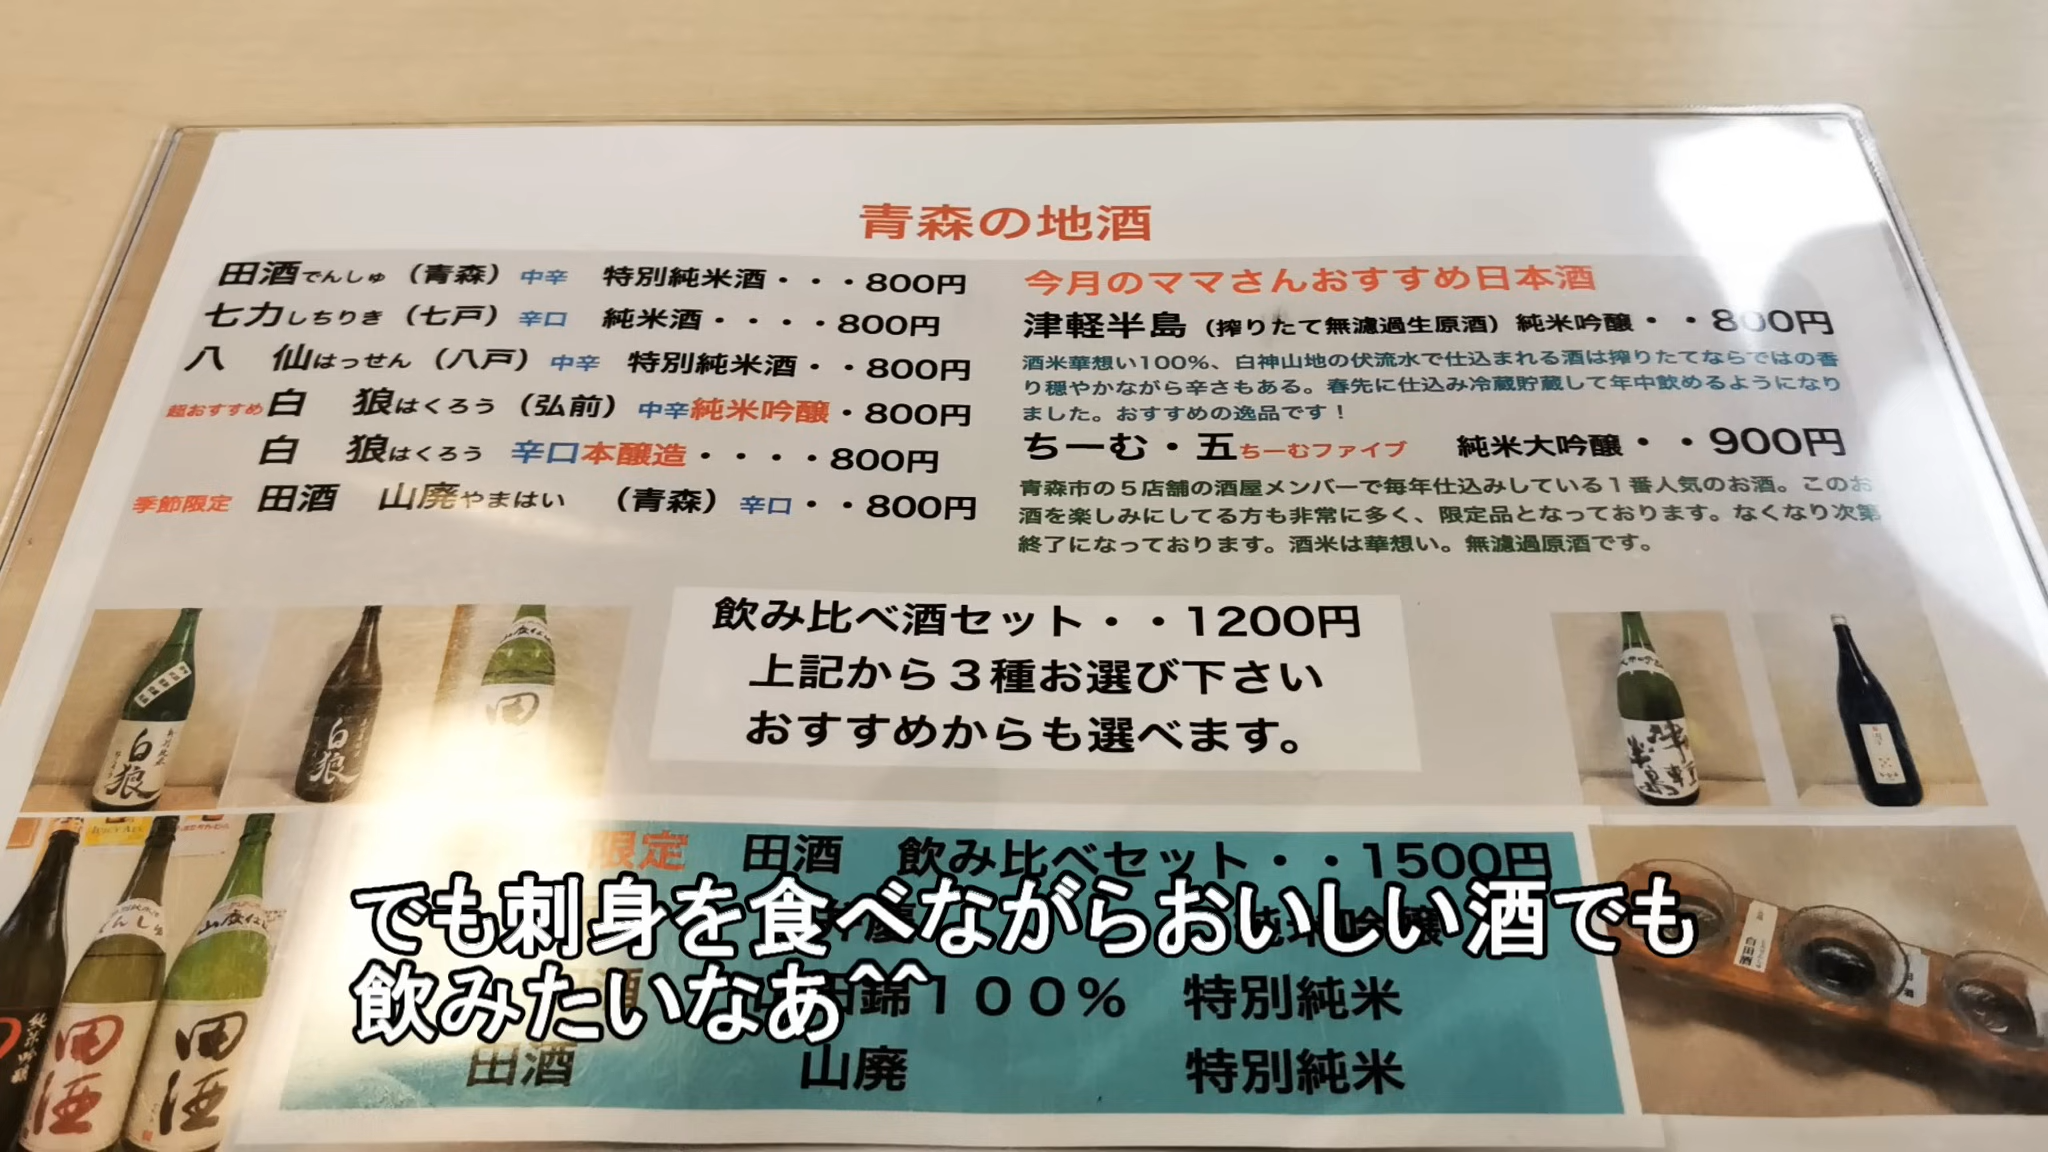 青森の地酒
田酒でんしゅ（青森）中辛 特別純米酒・・・800円
七力しちりき（七戸）辛口 純米酒・・・・800円
八 仙はっせん（八戸）中辛 特別純米酒・・800円
超おすすめ白 狼はくろう（弘前）中辛純米吟醸・800円
白 狼はくろう 辛口本醸造・・・・800円
季節限定 田酒 山廃やまはい （青森）辛口・・800円
今月のママさんおすすめ日本酒
津軽半島（搾りたて無濾過生原酒）純米吟醸・・800円
酒米華想い100%、白神山地の伏流水で仕込まれる酒は搾りたてならではの香
り穏やかながら辛さもある。春先に仕込み冷蔵貯蔵して年中飲めるようになり
ました。おすすめの逸品です！
ちーむ・五ちーむファイブ 純米大吟醸・・900円
青森市の５店舗の酒屋メンバーで毎年仕込みしている１番人気のお酒。このお
酒を楽しみにしてる方も非常に多く、限定品となっております。なくなり次第
終了になっております。酒米は華想い。無濾過原酒です。
飲み比べ酒セット・・1200円
上記から３種お選び下さい
おすすめからも選べます。
白狼
白狼
田
限定 田酒 飲み比べセット・・1500円
純米吟醸
錦１００% 特別純米
田酒 山廃 特別純米
田酒
田酒
でも刺身を食べながらおいしい酒でも
飲みたいなあ^^